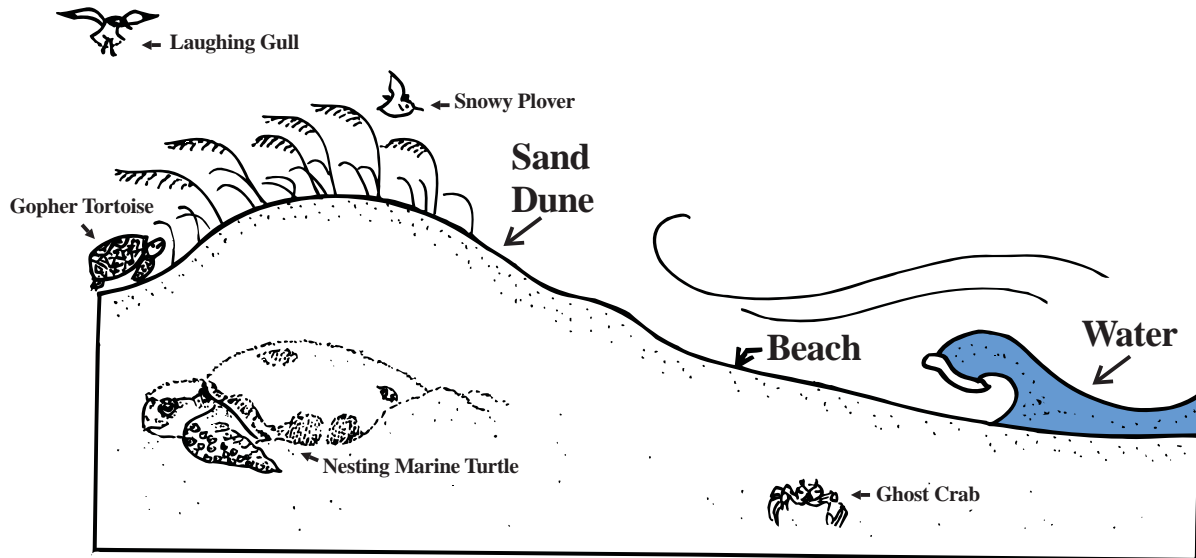 Laughing Gull
Snowy Plover
Sand
Dune
Gopher Tortoise
Water
Beach
Nesting Marine Turtle
Ghost Crab